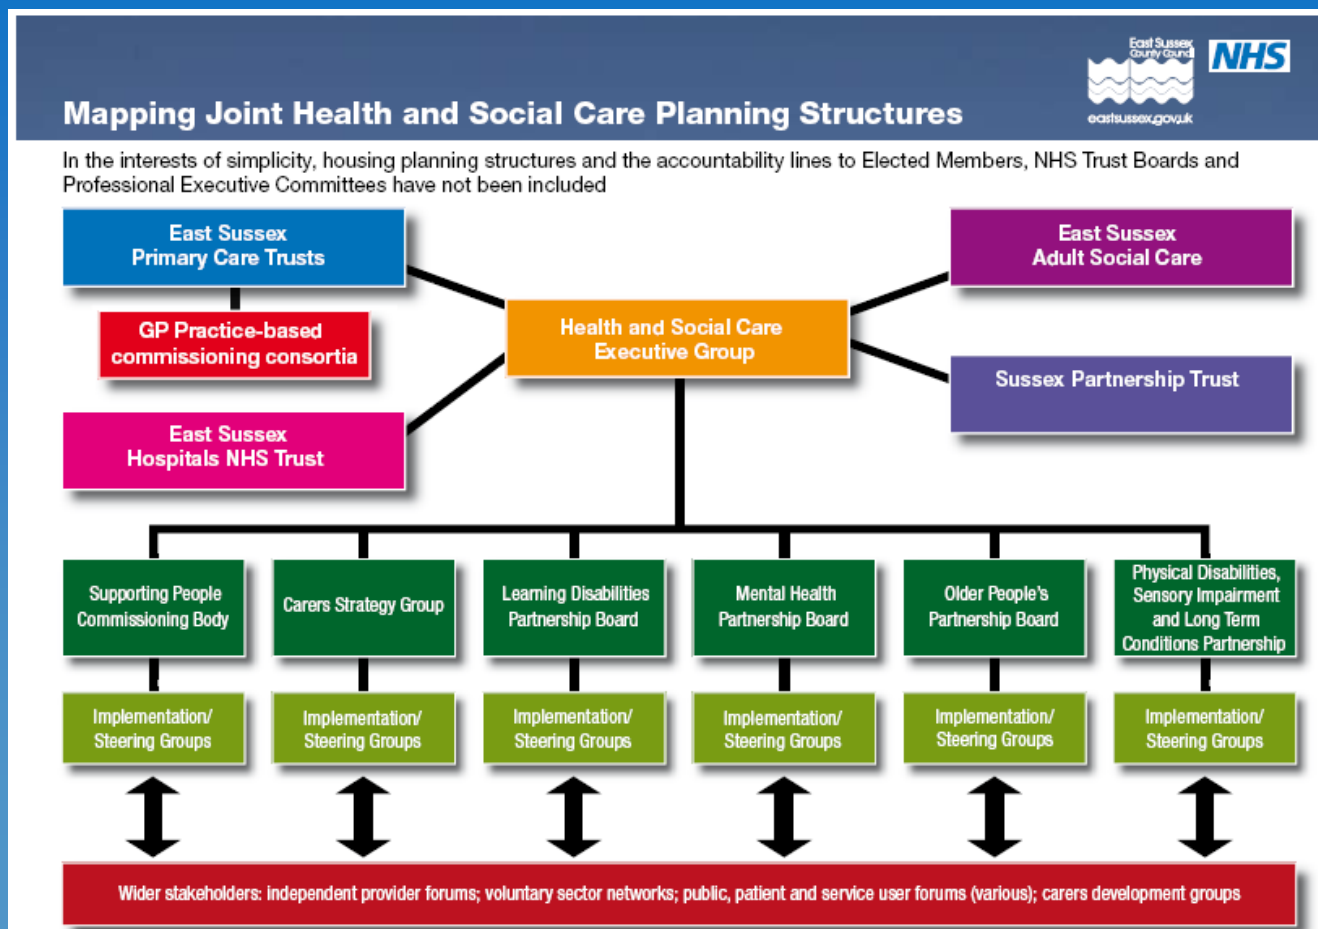 East Sussex
County Council
NHS
eastsussex.gov.uk
Mapping Joint Health and Social Care Planning Structures
In the interests of simplicity, housing planning structures and the accountability lines to Elected Members, NHS Trust Boards and
Professional Executive Committees have not been included
East Sussex
Primary Care Trusts
East Sussex
Adult Social Care
GP Practice-based
commissioning consortia
Health and Social Care
Executive Group
Sussex Partnership Trust
East Sussex
Hospitals NHS Trust
Supporting People
Commissioning Body
Carers Strategy Group
Learning Disabilities
Partnership Board
Mental Health
Partnership Board
Older People's
Partnership Board
Physical Disabilities,
Sensory Impairment
and Long Term
Conditions Partnership
Implementation/
Steering Groups
Implementation/
Steering Groups
Implementation/
Steering Groups
Implementation/
Steering Groups
Implementation/
Steering Groups
Implementation/
Steering Groups
Wider stakeholders: independent provider forums; voluntary sector networks; public, patient and service user forums (various); carers development groups